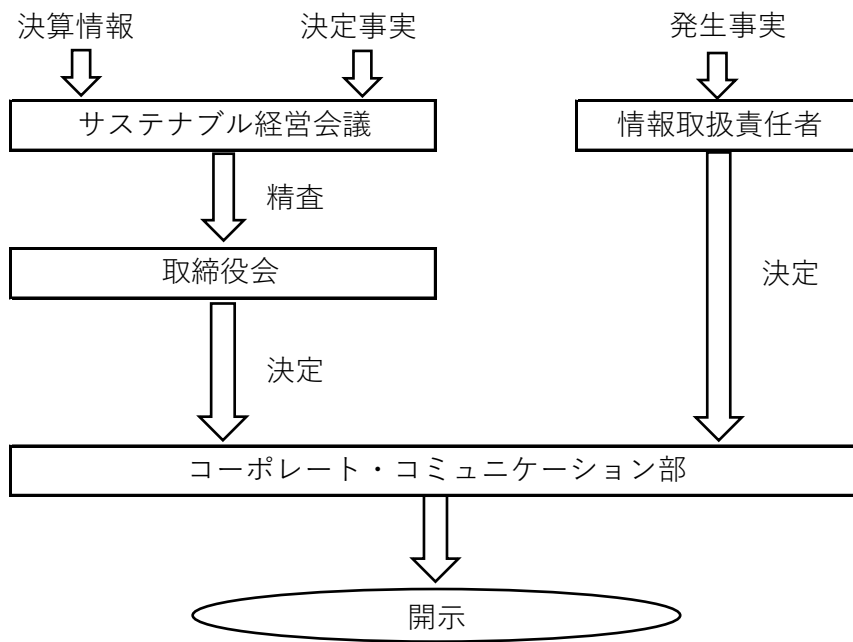 決算情報
決定事実
発生事実
サステナブル経営会議
情報取扱責任者
精査
取締役会
決定
決定
コーポレート・コミュニケーション部
開示